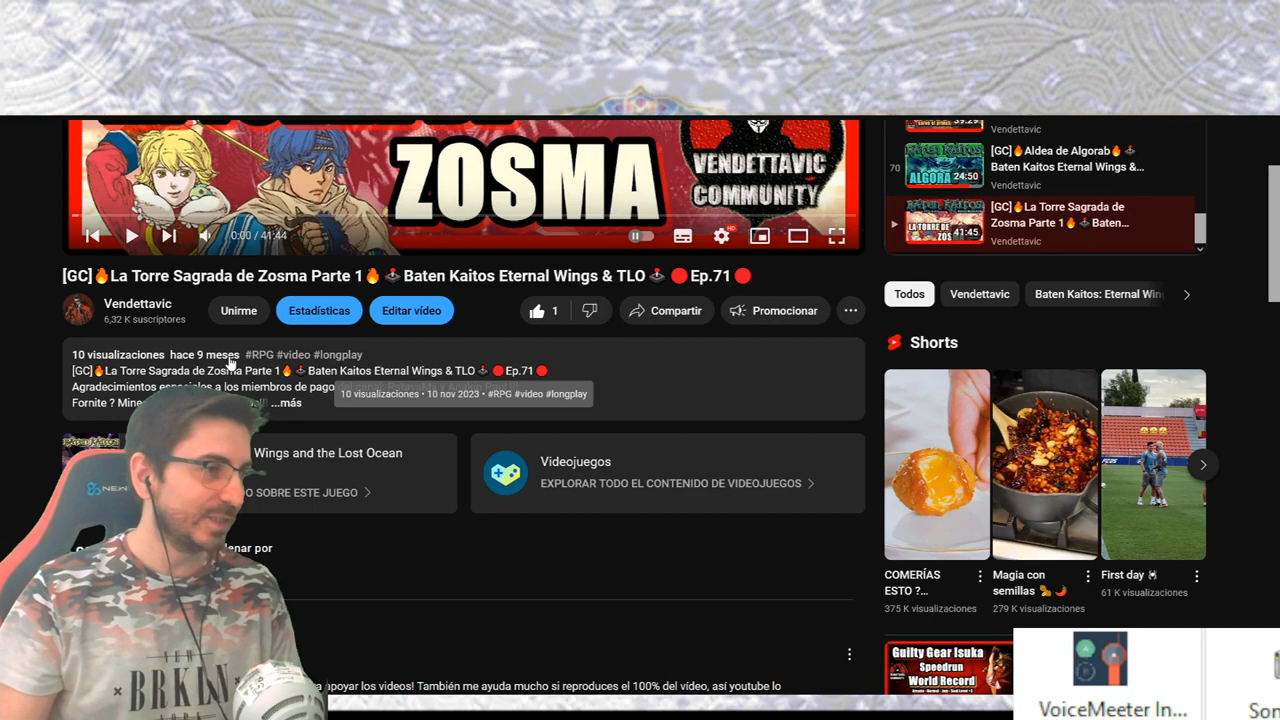 ZOSMA
VENDETTAVIC
COMMUNITY
0:00 / 41:44
HD
[GC]🔥La Torre Sagrada de Zosma Parte 1🔥 🕹️Baten Kaitos Eternal Wings & TLO🕹️ 🔴Ep.71🔴
Vendettavic
6,32 K suscriptores
Unirme
Estadísticas
Editar vídeo
1
Compartir
Promocionar
10 visualizaciones hace 9 meses #RPG #video #longplay
[GC]🔥La Torre Sagrada de Zosma Parte 1🔥 🕹️Baten Kaitos Eternal Wings & TLO🕹️ 🔴Ep.71🔴
Agradecimientos especiales a los miembros de pago
10 visualizaciones • 10 nov 2023 • #RPG #video #longplay
Fornite ? Mine
...más
Wings and the Lost Ocean
O SOBRE ESTE JUEGO
Videojuegos
EXPLORAR TODO EL CONTENIDO DE VIDEOJUEGOS
enar por
apoyar los videos! También me ayuda mucho si reproduces el 100% del vídeo, así youtube lo
39:29
Vendettavic
70
ALGORA
24:50
[GC]🔥Aldea de Algorab🔥🕹️
Baten Kaitos Eternal Wings &...
Vendettavic
LA TORRE DE
41:45
[GC]🔥La Torre Sagrada de
Zosma Parte 1🔥🕹️Baten...
Vendettavic
Todos
Vendettavic
Baten Kaitos: Eternal Win
Shorts
COMERÍAS
ESTO ?...
375 K visualizaciones
Magia con
semillas 🫚🌶️
279 K visualizaciones
First day
61 K visualizaciones
Guilty Gear Isuka
Speedrun
World Record
VoiceMeeter In...
Son
NEW
BRKN